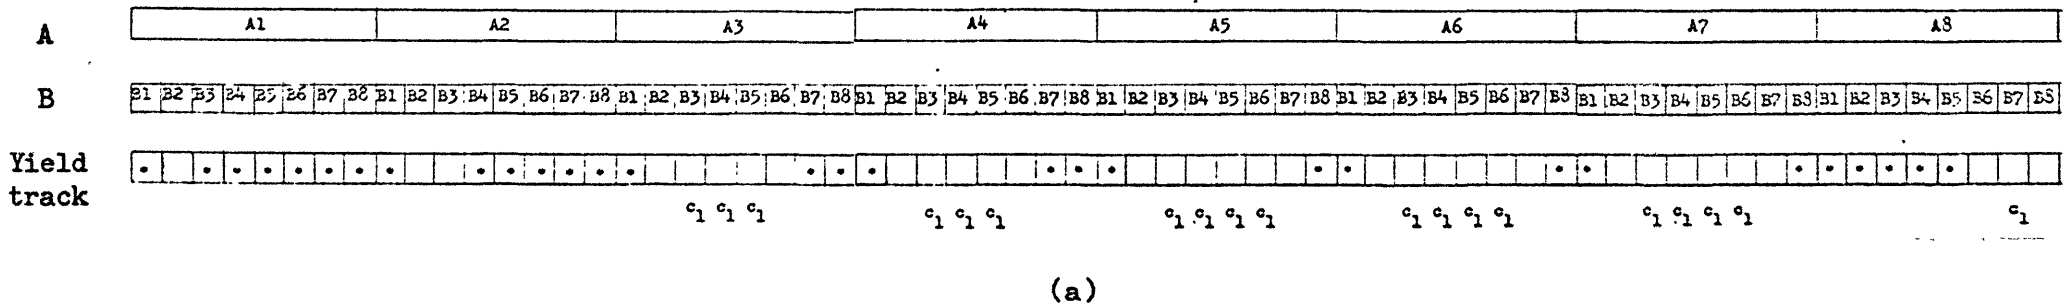 A A1 A2 A3 A4 A5 A6 A7 A8
B B1 B2 B3 B4 B5 B6 B7 B8 B1 B2 B3 B4 B5 B6 B7 B8 B1 B2 B3 B4 B5 B6 B7 B8 B1 B2 B3 B4 B5 B6 B7 B8 B1 B2 B3 B4 B5 B6 B7 B8 B1 B2 B3 B4 B5 B6 B7 B8 B1 B2 B3 B4 B5 B6 B7 B8 B1 B2 B3 B4 B5 B6 B7 B8
Yield
track
c₁ c₁ c₁ c₁ c₁ c₁ c₁ c₁ c₁ c₁ c₁ c₁ c₁ c₁ c₁ c₁ c₁ c₁ c₁
(a)